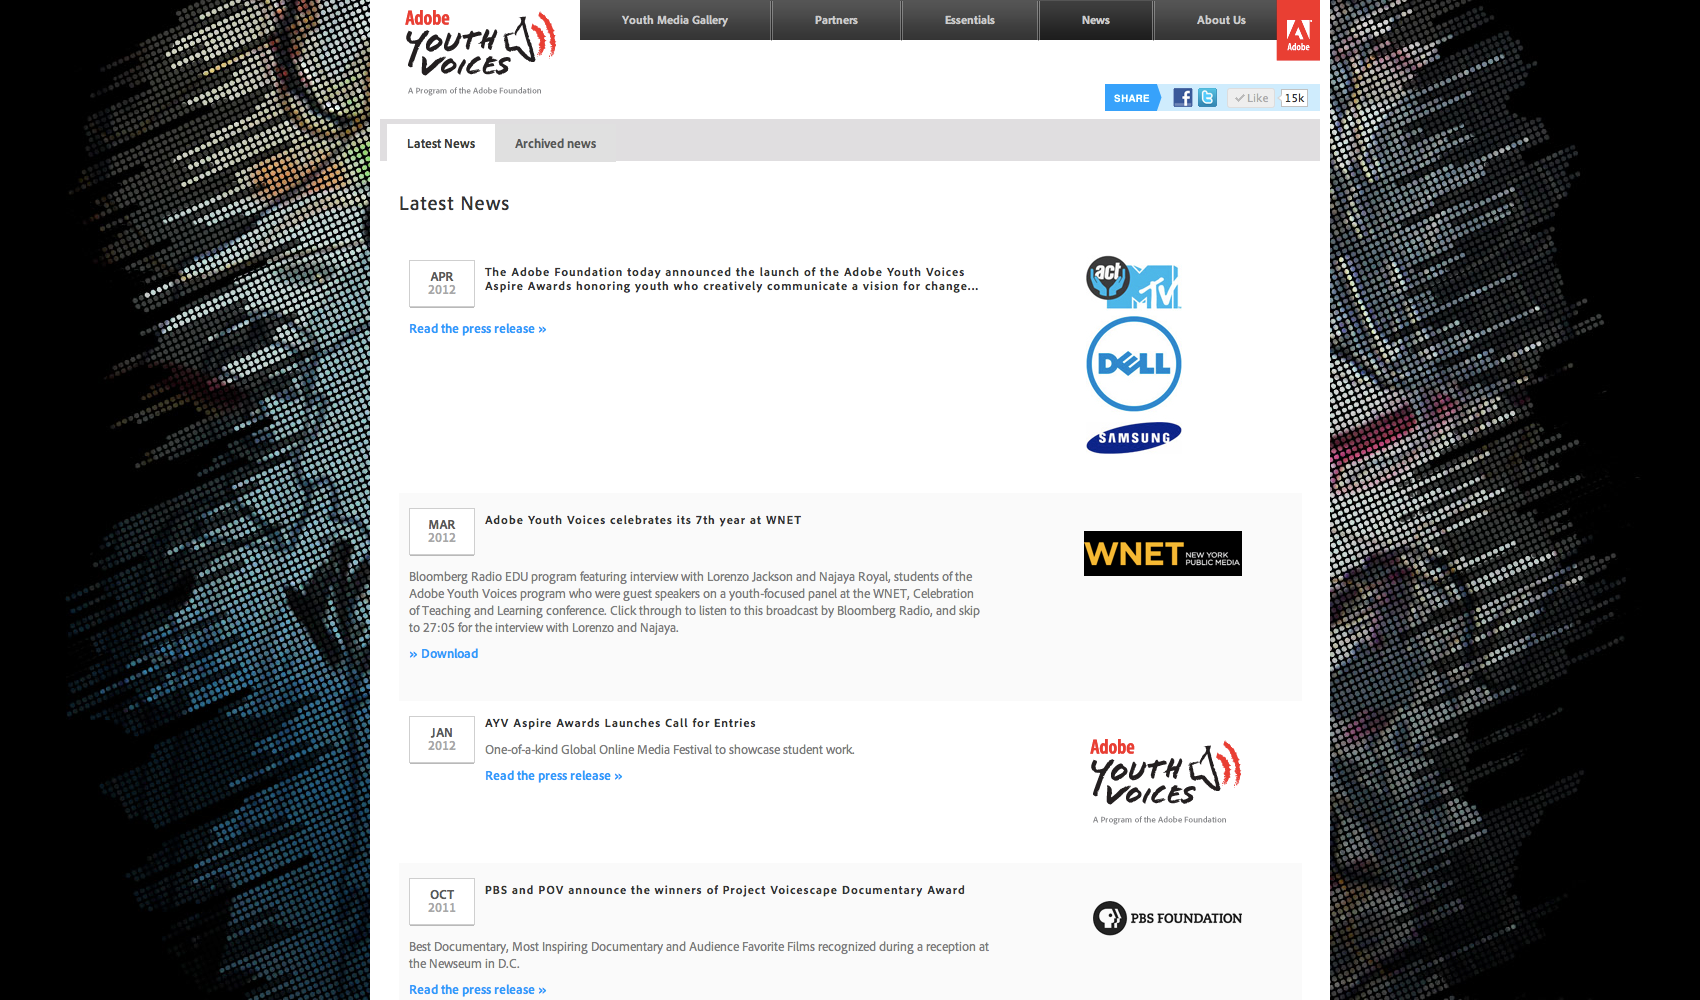 Adobe
YOUTH
VOICES
A Program of the Adobe Foundation
Youth Media Gallery
Partners
Essentials
News
About Us
Adobe
SHARE
Like
15k
Latest News
Archived news
Latest News
APR
2012
The Adobe Foundation today announced the launch of the Adobe Youth Voices
Aspire Awards honoring youth who creatively communicate a vision for change...
Read the press release »
act
MTV
DELL
SAMSUNG
MAR
2012
Adobe Youth Voices celebrates its 7th year at WNET
Bloomberg Radio EDU program featuring interview with Lorenzo Jackson and Najaya Royal, students of the
Adobe Youth Voices program who were guest speakers on a youth-focused panel at the WNET, Celebration
of Teaching and Learning conference. Click through to listen to this broadcast by Bloomberg Radio, and skip
to 27:05 for the interview with Lorenzo and Najaya.
» Download
WNET
NEW YORK
PUBLIC MEDIA
JAN
2012
AYV Aspire Awards Launches Call for Entries
One-of-a-kind Global Online Media Festival to showcase student work.
Read the press release »
Adobe
YOUTH
VOICES
A Program of the Adobe Foundation
OCT
2011
PBS and POV announce the winners of Project Voicescape Documentary Award
Best Documentary, Most Inspiring Documentary and Audience Favorite Films recognized during a reception at
the Newseum in D.C.
Read the press release »
PBS FOUNDATION